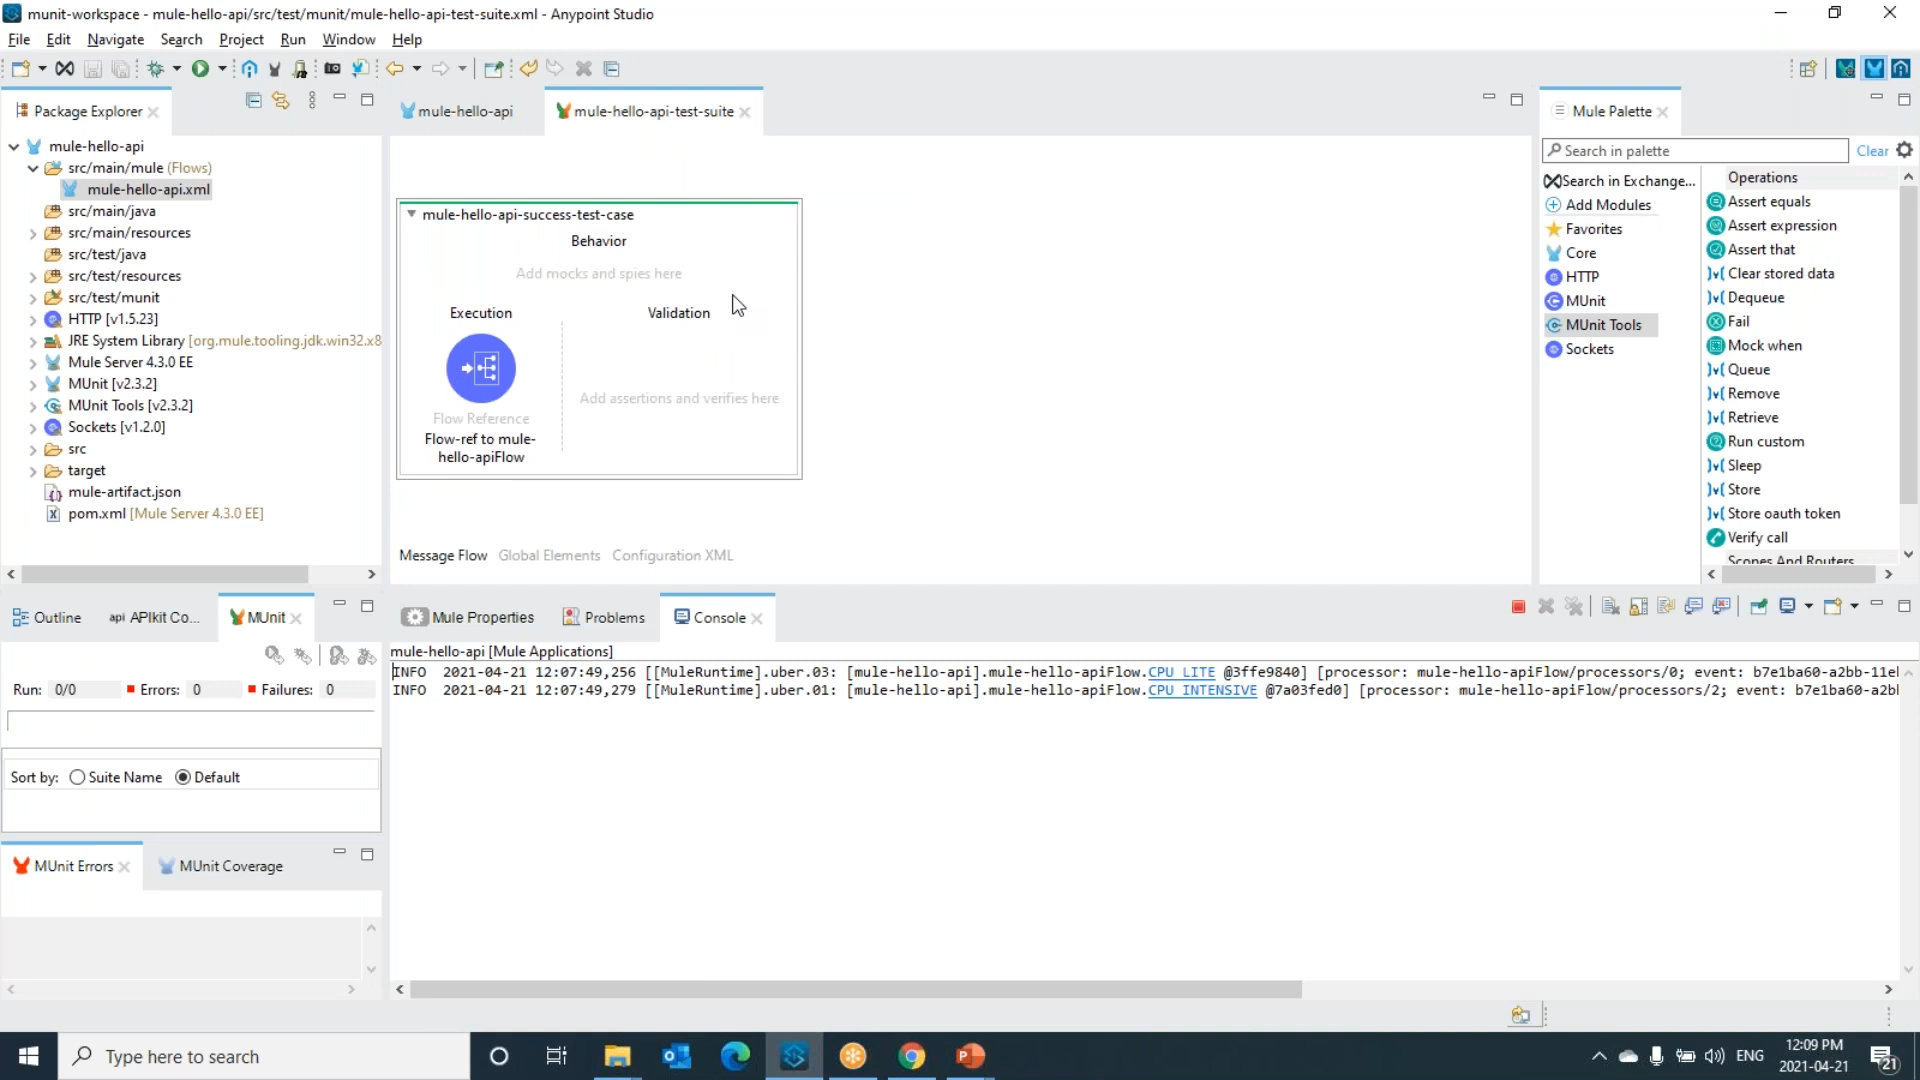 munit-workspace - mule-hello-api/src/test/munit/mule-hello-api-test-suite.xml - Anypoint Studio
File Edit Navigate Search Project Run Window Help
Package Explorer
mule-hello-api
src/main/mule (Flows)
mule-hello-api.xml
src/main/java
src/main/resources
src/test/java
src/test/resources
src/test/munit
HTTP [v1.5.23]
JRE System Library [org.mule.tooling.jdk.win32.x8
Mule Server 4.3.0 EE
MUnit [v2.3.2]
MUnit Tools [v2.3.2]
Sockets [v1.2.0]
src
target
mule-artifact.json
pom.xml [Mule Server 4.3.0 EE]
mule-hello-api
mule-hello-api-test-suite
mule-hello-api-success-test-case
Behavior
Add mocks and spies here
Execution
Validation
Flow Reference
Flow-ref to mule-
hello-apiFlow
Add assertions and verifies here
Message Flow Global Elements Configuration XML
Mule Palette
Search in palette
Clear
Search in Exchange...
Add Modules
Favorites
Core
HTTP
MUnit
MUnit Tools
Sockets
Operations
Assert equals
Assert expression
Assert that
Clear stored data
Dequeue
Fail
Mock when
Queue
Remove
Retrieve
Run custom
Sleep
Store
Store oauth token
Verify call
Scopes And Routers
Outline
api APIkit Co...
MUnit
Run: 0/0
Errors: 0
Failures: 0
Sort by: Suite Name Default
MUnit Errors
MUnit Coverage
Mule Properties
Problems
Console
mule-hello-api [Mule Applications]
INFO 2021-04-21 12:07:49,256 [[MuleRuntime].uber.03: [mule-hello-api].mule-hello-apiFlow.CPU_LITE @3ffe9840] [processor: mule-hello-apiFlow/processors/0; event: b7e1ba60-a2bb-11e
INFO 2021-04-21 12:07:49,279 [[MuleRuntime].uber.01: [mule-hello-api].mule-hello-apiFlow.CPU_INTENSIVE @7a03fed0] [processor: mule-hello-apiFlow/processors/2; event: b7e1ba60-a2b
Type here to search
ENG
12:09 PM
2021-04-21
21